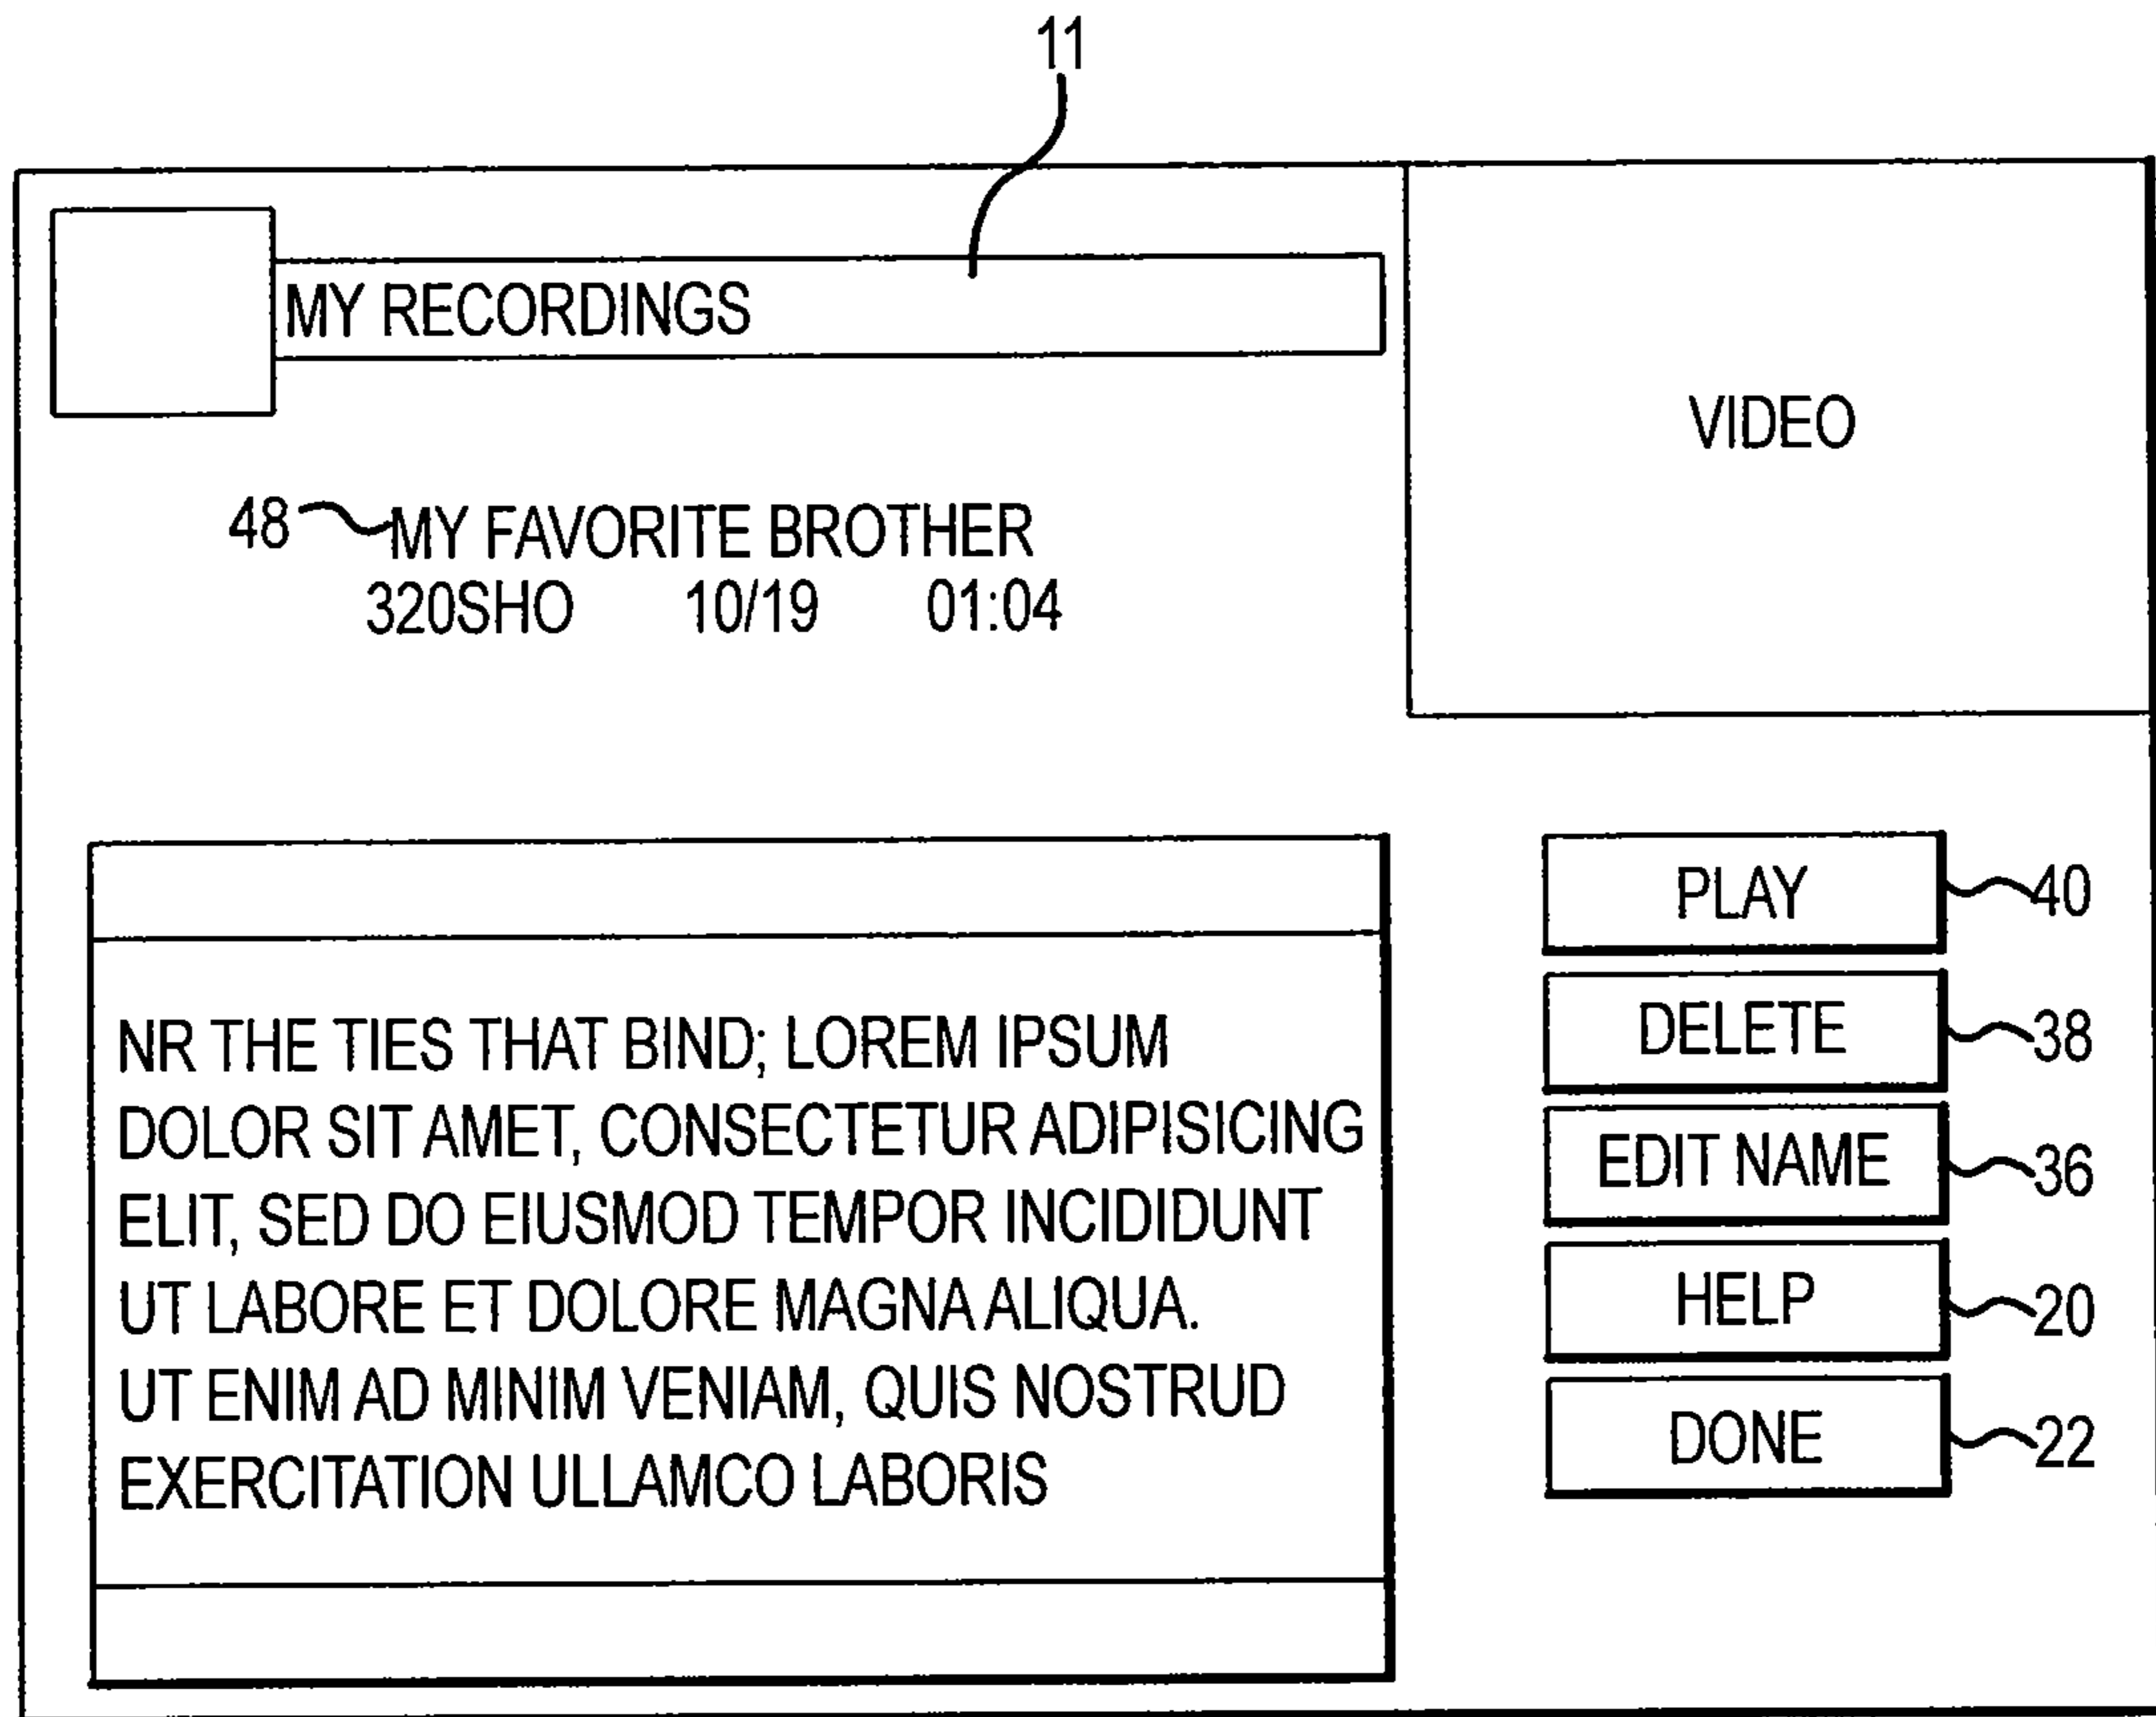 11
MY RECORDINGS
VIDEO
48 MY FAVORITE BROTHER
320SHO 10/19 01:04
NR THE TIES THAT BIND; LOREM IPSUM
DOLOR SIT AMET, CONSECTETUR ADIPISICING
ELIT, SED DO EIUSMOD TEMPOR INCIDIDUNT
UT LABORE ET DOLORE MAGNA ALIQUA.
UT ENIM AD MINIM VENIAM, QUIS NOSTRUD
EXERCITATION ULLAMCO LABORIS
PLAY 40
DELETE 38
EDIT NAME 36
HELP 20
DONE 22